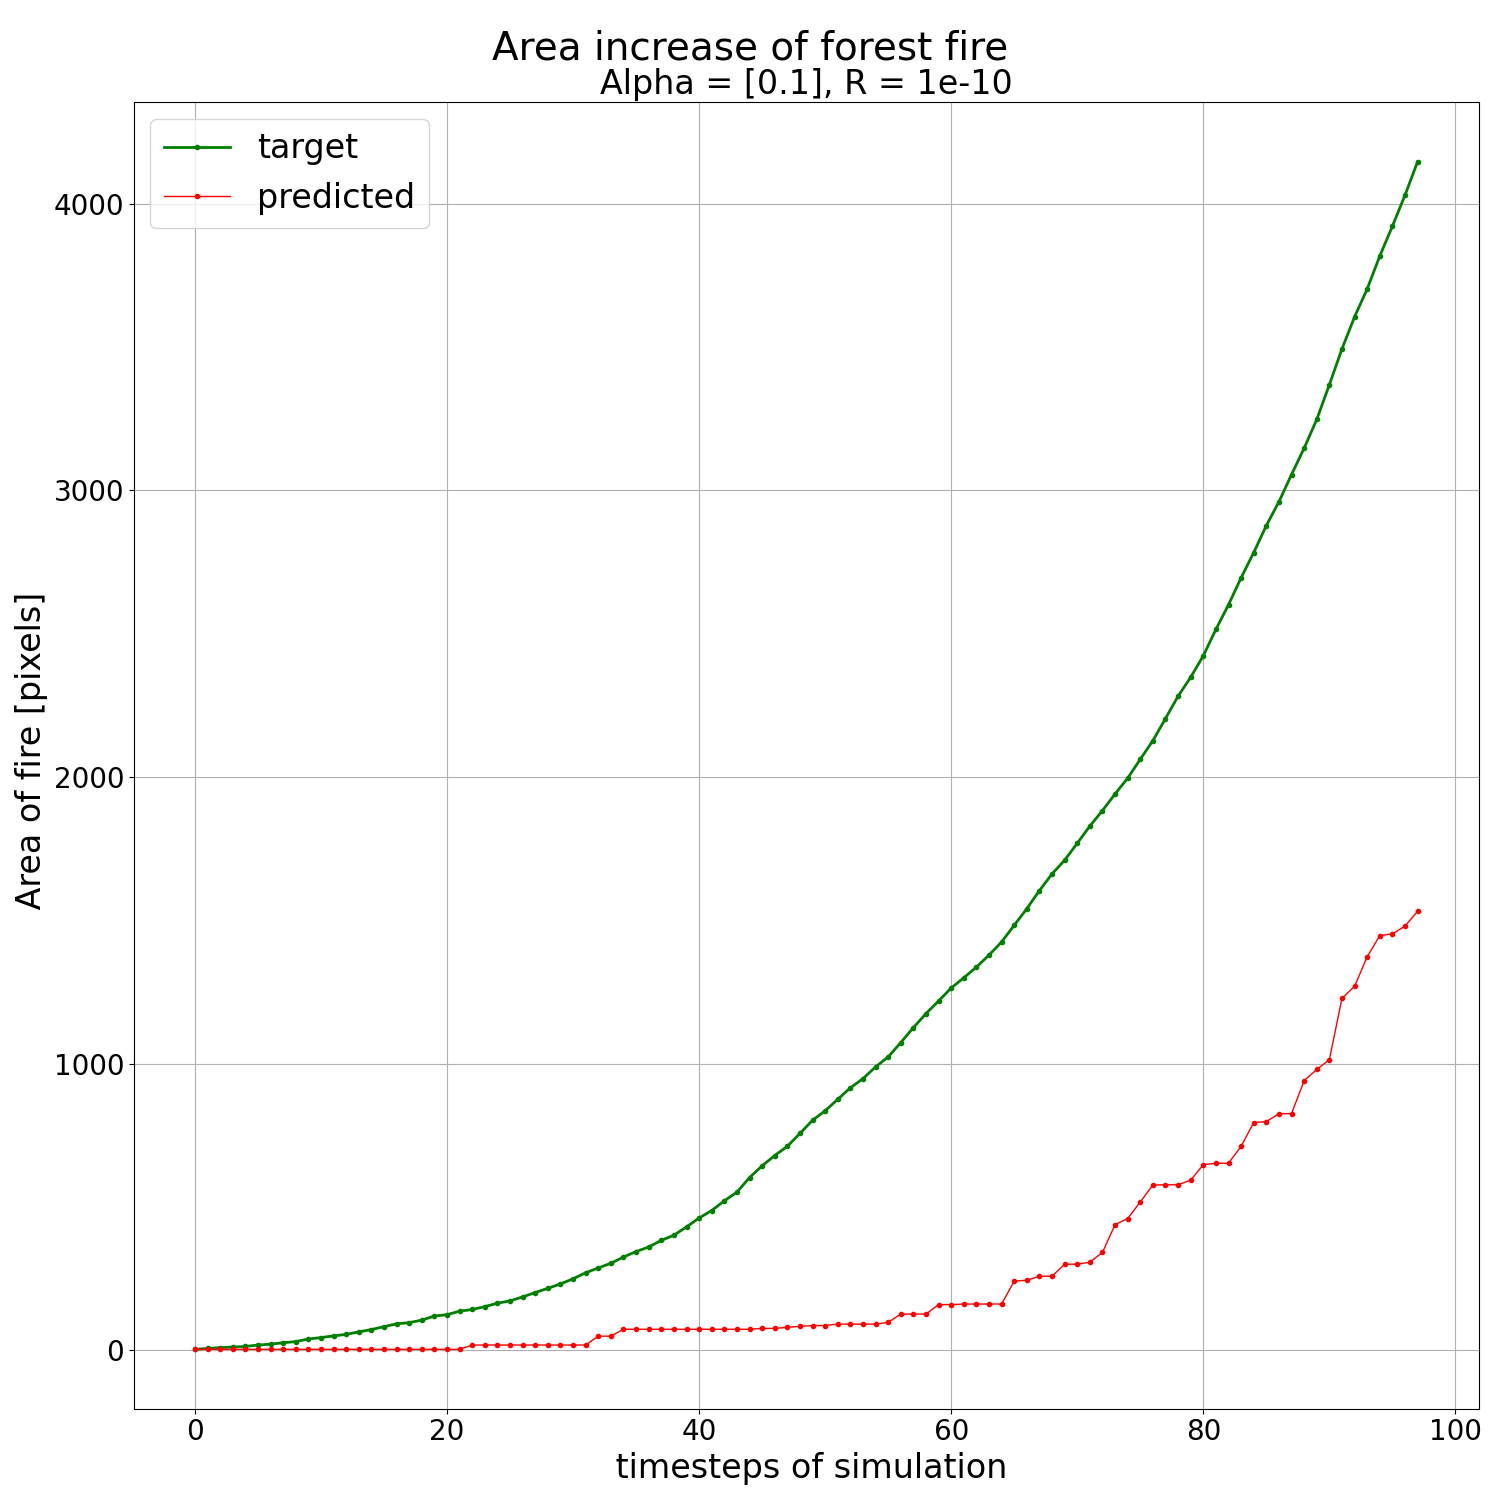 Area increase of forest fire
Alpha = [0.1], R = 1e-10
target
predicted
4000
3000
2000
1000
0
Area of fire [pixels]
0 20 40 60 80 100
timesteps of simulation